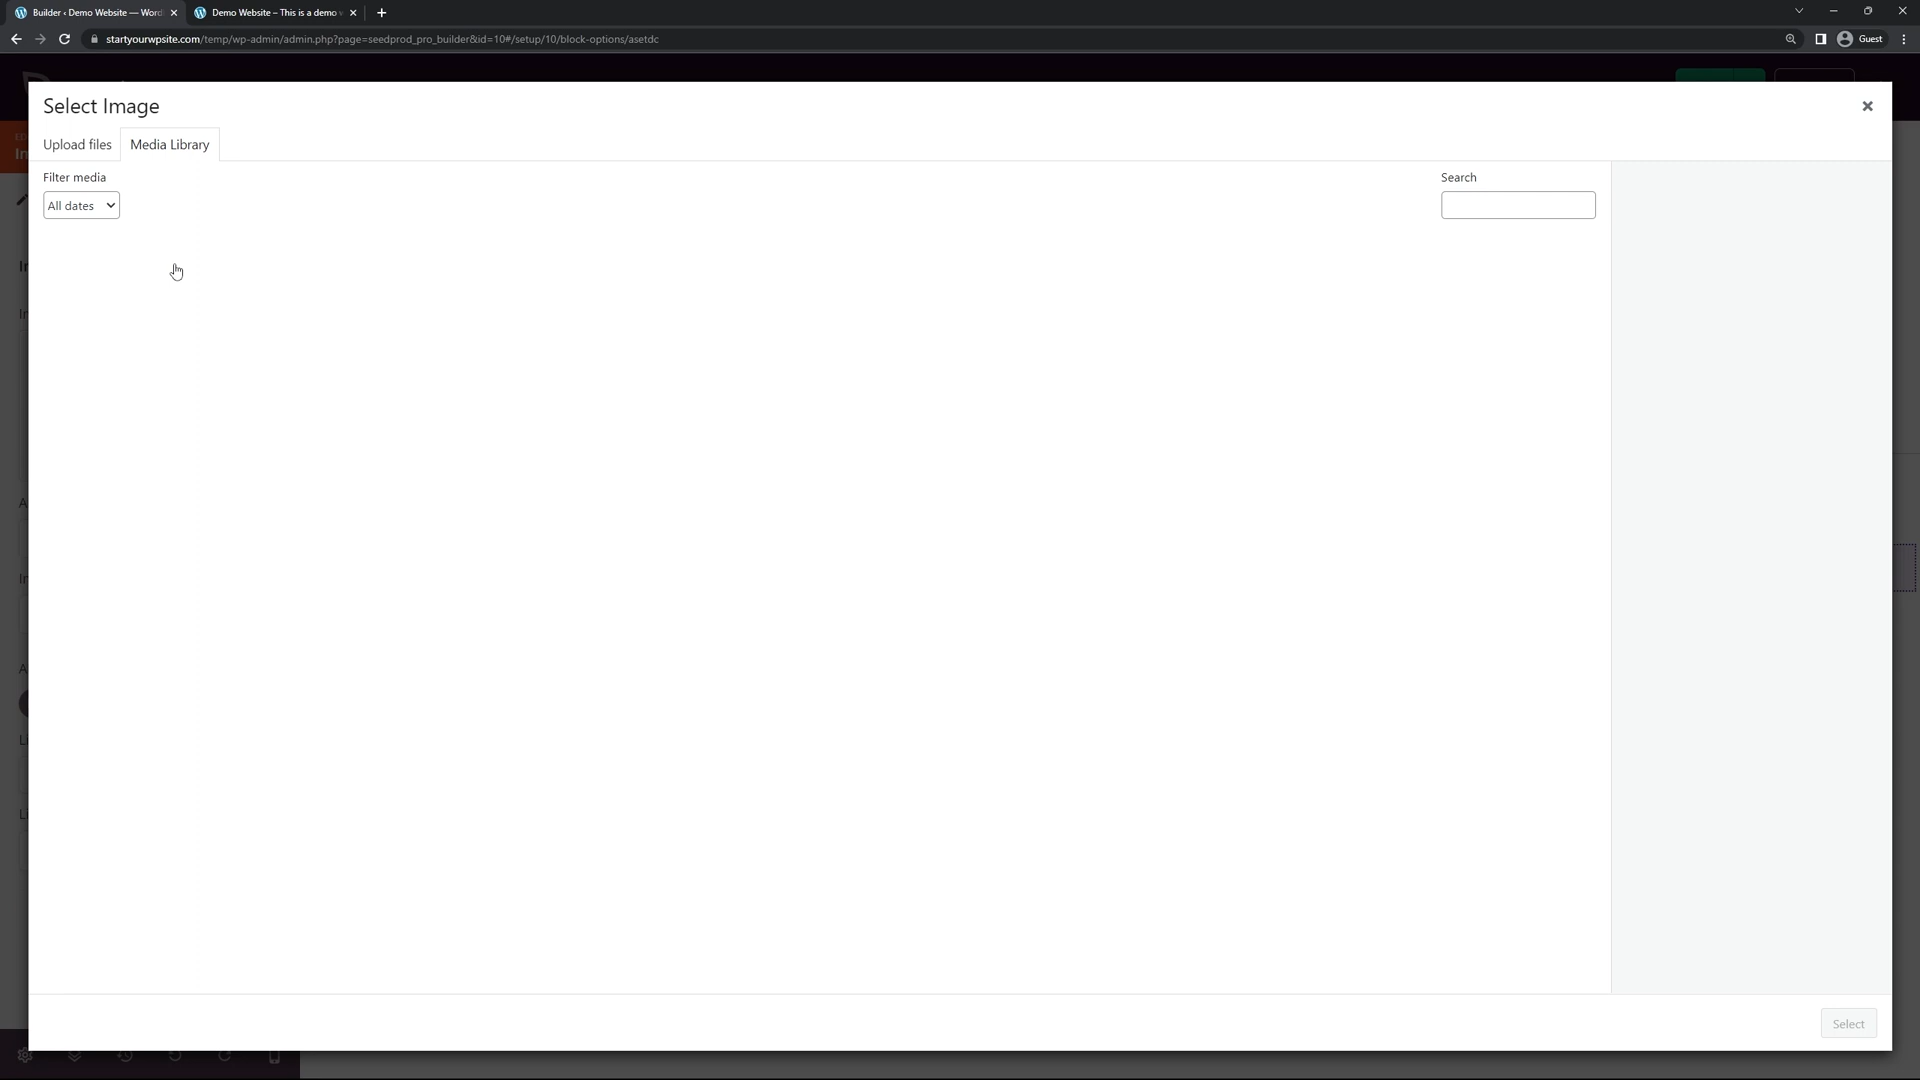 Builder ‹ Demo Website — Word
Demo Website – This is a demo
startyourwpsite.com/temp/wp-admin/admin.php?page=seedprod_pro_builder&id=10#/setup/10/block-options/asetdc
Guest
Select Image
Upload files
Media Library
Filter media
Search
All dates
Select